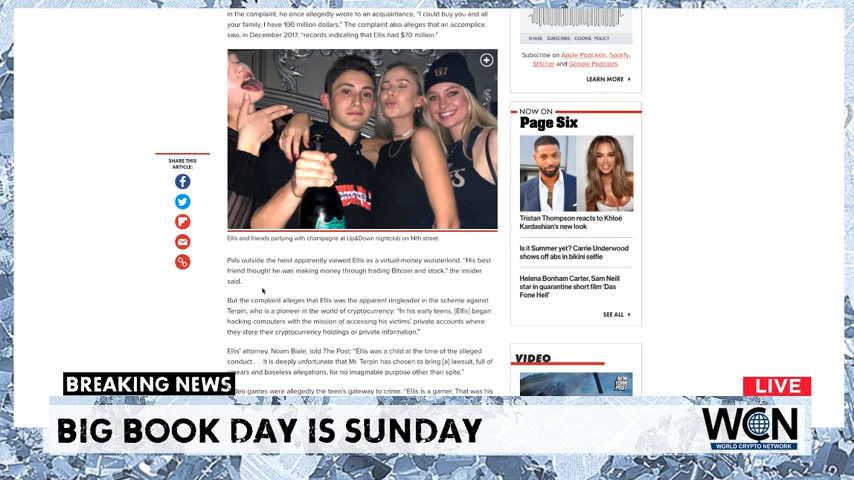 in the complaint, he once allegedly wrote to an acquaintance, "I could buy you and all
your family. I have 100 million dollars." The complaint also alleges that an accomplice
saw, in December 2017, "records indicating that Ellis had $70 million."
SHARE THIS
ARTICLE:
Ellis and friends partying with champagne at Up&Down nightclub on 14th street.
Pals outside the heist apparently viewed Ellis as a virtual-money wunderkind. "His best
friend thought he was making money through trading Bitcoin and stock," the insider
said.
But the complaint alleges that Ellis was the apparent ringleader in the scheme against
Terpin, who is a pioneer in the world of cryptocurrency: "In his early teens, [Ellis] began
hacking computers with the mission of accessing his victims' private accounts where
they store their cryptocurrency holdings or private information."
Ellis' attorney, Noam Biale, told The Post: "Ellis was a child at the time of the alleged
conduct . . . It is deeply unfortunate that Mr. Terpin has chosen to bring [a] lawsuit, full of
smears and baseless allegations, for no imaginable purpose other than spite."
games were allegedly the teen's gateway to crime. "Ellis is a gamer. That was his
SHARE SUBSCRIBE COOKIE POLICY
Subscribe on Apple Podcasts, Spotify,
Stitcher and Google Podcasts.
LEARN MORE
NOW ON
Page Six
Tristan Thompson reacts to Khloé
Kardashian's new look
Is it Summer yet? Carrie Underwood
shows off abs in bikini selfie
Helena Bonham Carter, Sam Neill
star in quarantine short film 'Das
Fone Hell'
SEE ALL
VIDEO
NEW
YORK
POST
BREAKING NEWS
LIVE
BIG BOOK DAY IS SUNDAY
WCN
WORLD CRYPTO NETWORK